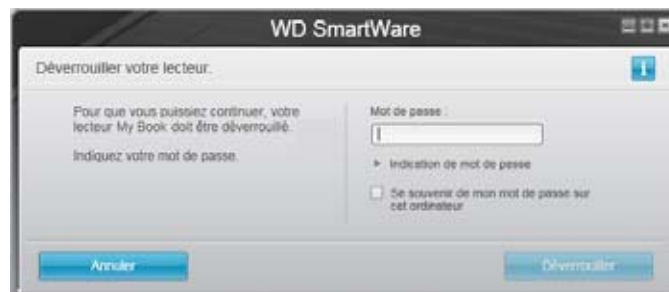 WD SmartWare
Déverrouiller votre lecteur.
Pour que vous puissiez continuer, votre
lecteur My Book doit être déverrouillé.
Indiquez votre mot de passe.
Mot de passe :
Indication de mot de passe
Se souvenir de mon mot de passe sur
cet ordinateur
Annuler
Déverrouiller